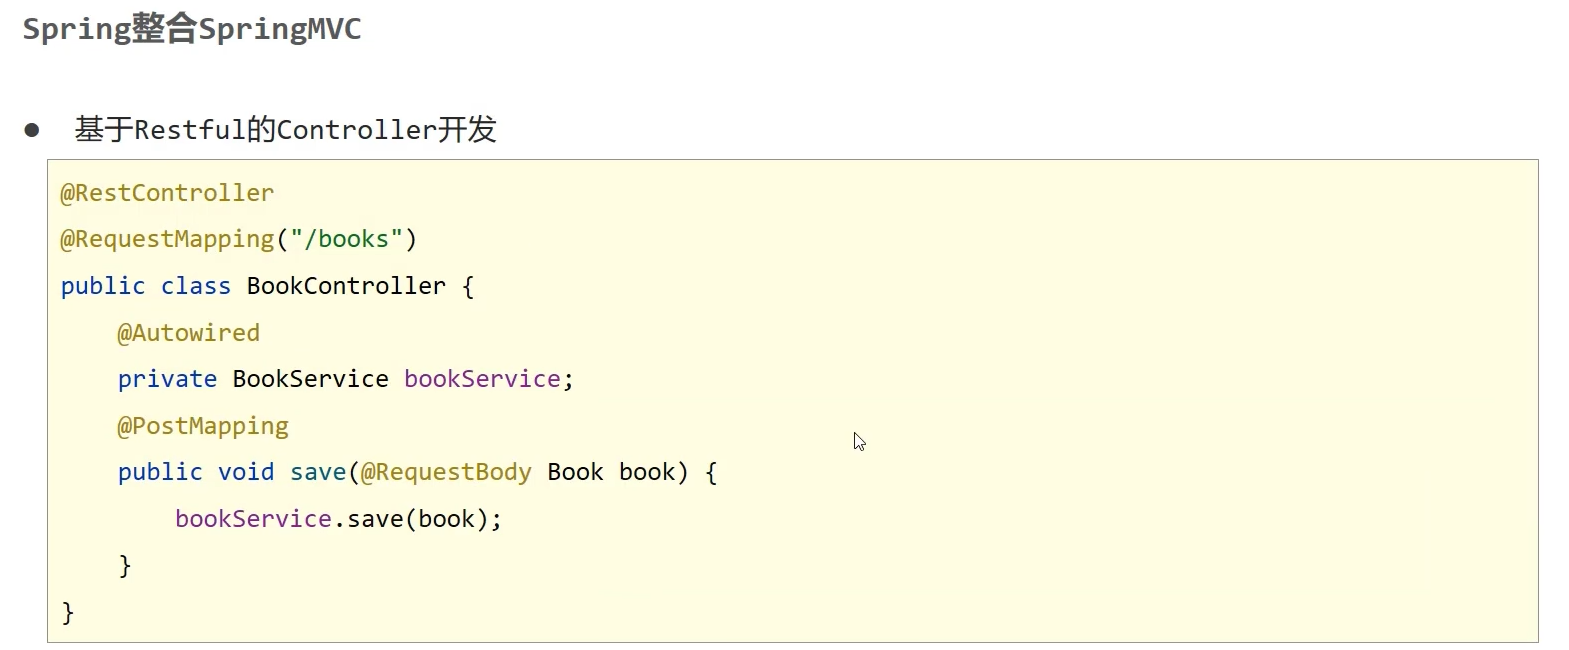 Spring整合SpringMVC
● 基于Restful的Controller开发
@RestController
@RequestMapping("/books")
public class BookController {
    @Autowired
    private BookService bookService;
    @PostMapping
    public void save(@RequestBody Book book) {
        bookService.save(book);
    }
}